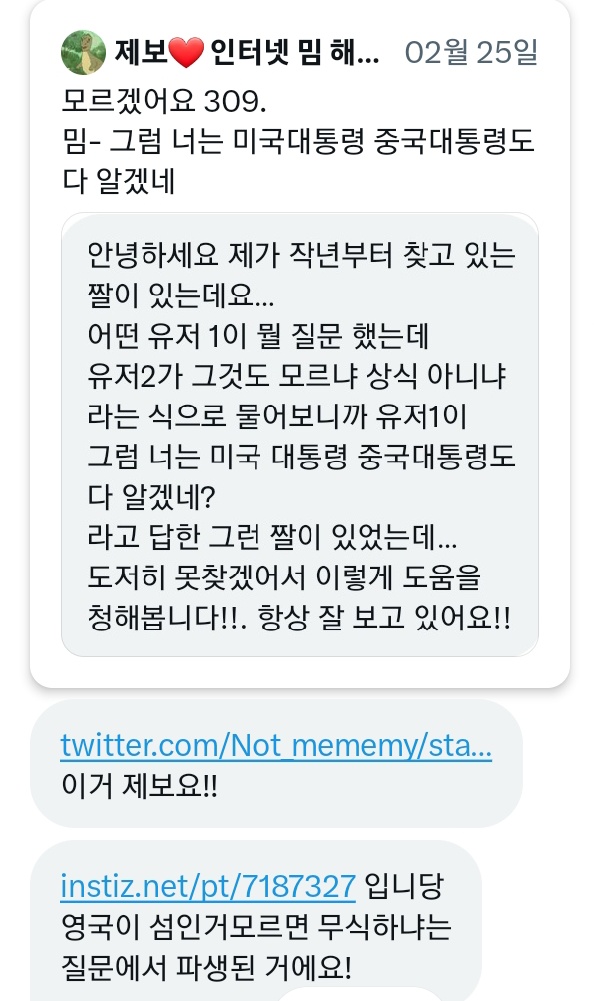 제보❤️인터넷 밈 해... 02월 25일
모르겠어요 309.
밈- 그럼 너는 미국대통령 중국대통령도
다 알겠네
안녕하세요 제가 작년부터 찾고 있는
짤이 있는데요...
어떤 유저 1이 뭘 질문 했는데
유저2가 그것도 모르냐 상식 아니냐
라는 식으로 물어보니까 유저1이
그럼 너는 미국 대통령 중국대통령도
다 알겠네?
라고 답한 그런 짤이 있었는데...
도저히 못찾겠어서 이렇게 도움을
청해봅니다!!. 항상 잘 보고 있어요!!
twitter.com/Not_mememy/sta...
이거 제보요!!
instiz.net/pt/7187327 입니당
영국이 섬인거모르면 무식하냐는
질문에서 파생된 거에요!